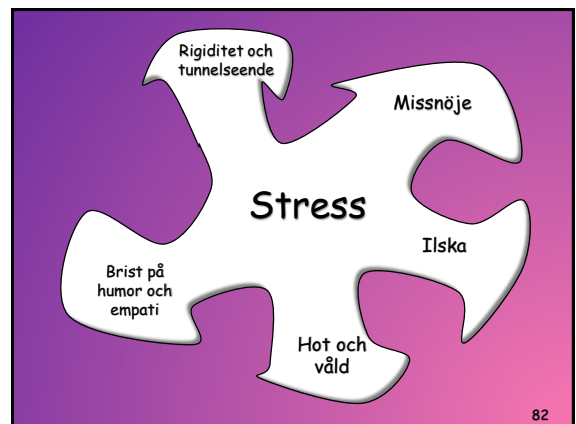 Rigiditet och
tunnelseende
Missnöje
Stress
Ilska
Brist på
humor och
empati
Hot och
våld
82